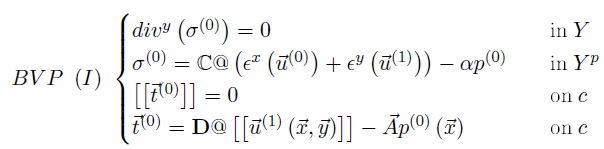 BVP (I)
div^y (σ^(0)) = 0 in Y
σ^(0) = ℂ@ (ϵ^x (u⃗^(0)) + ϵ^y (u⃗^(1))) − αp^(0) in Y^p
[[t⃗^(0)]] = 0 on c
t⃗^(0) = D@ [[u⃗^(1) (x⃗, y⃗)]] − A⃗p^(0) (x⃗) on c